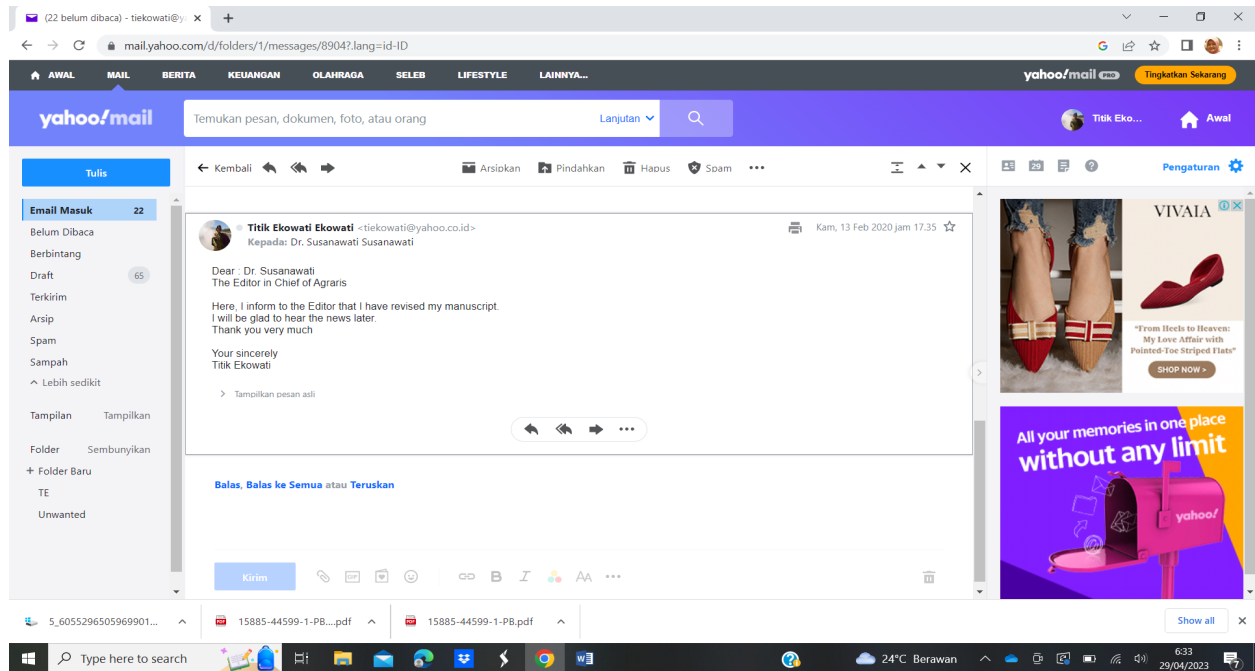 (22 belum dibaca) - tiekowati@y
mail.yahoo.com/d/folders/1/messages/8904?.lang=id-ID
AWAL MAIL BERITA KEUANGAN OLAHRAGA SELEB LIFESTYLE LAINNYA... yahoo!mail PRO Tingkatkan Sekarang
yahoo!mail Temukan pesan, dokumen, foto, atau orang Lanjutan Titik Eko... Awal
Tulis Kembali Arsipkan Pindahkan Hapus Spam 29 Pengaturan
Email Masuk 22
Belum Dibaca
Berbintang
Draft 65
Terkirim
Arsip
Spam
Sampah
Lebih sedikit
Tampilan Tampilkan
Folder Sembunyikan
+ Folder Baru
TE
Unwanted
Titik Ekowati Ekowati <tiekowati@yahoo.co.id> Kam, 13 Feb 2020 jam 17.35
Kepada: Dr. Susanawati Susanawati
Dear : Dr. Susanawati
The Editor in Chief of Agraris
Here, I inform to the Editor that I have revised my manuscript.
I will be glad to hear the news later.
Thank you very much
Your sincerely
Titik Ekowati
Tampilkan pesan asli
Balas, Balas ke Semua atau Teruskan
Kirim GIF B I AA
VIVAIA
“From Heels to Heaven:
My Love Affair with
Pointed-Toe Striped Flats”
SHOP NOW >
All your memories in one place
without any limit
yahoo!
5_6055296505969901... 15885-44599-1-PB....pdf 15885-44599-1-PB.pdf Show all
Type here to search 24°C Berawan 6:33
29/04/2023